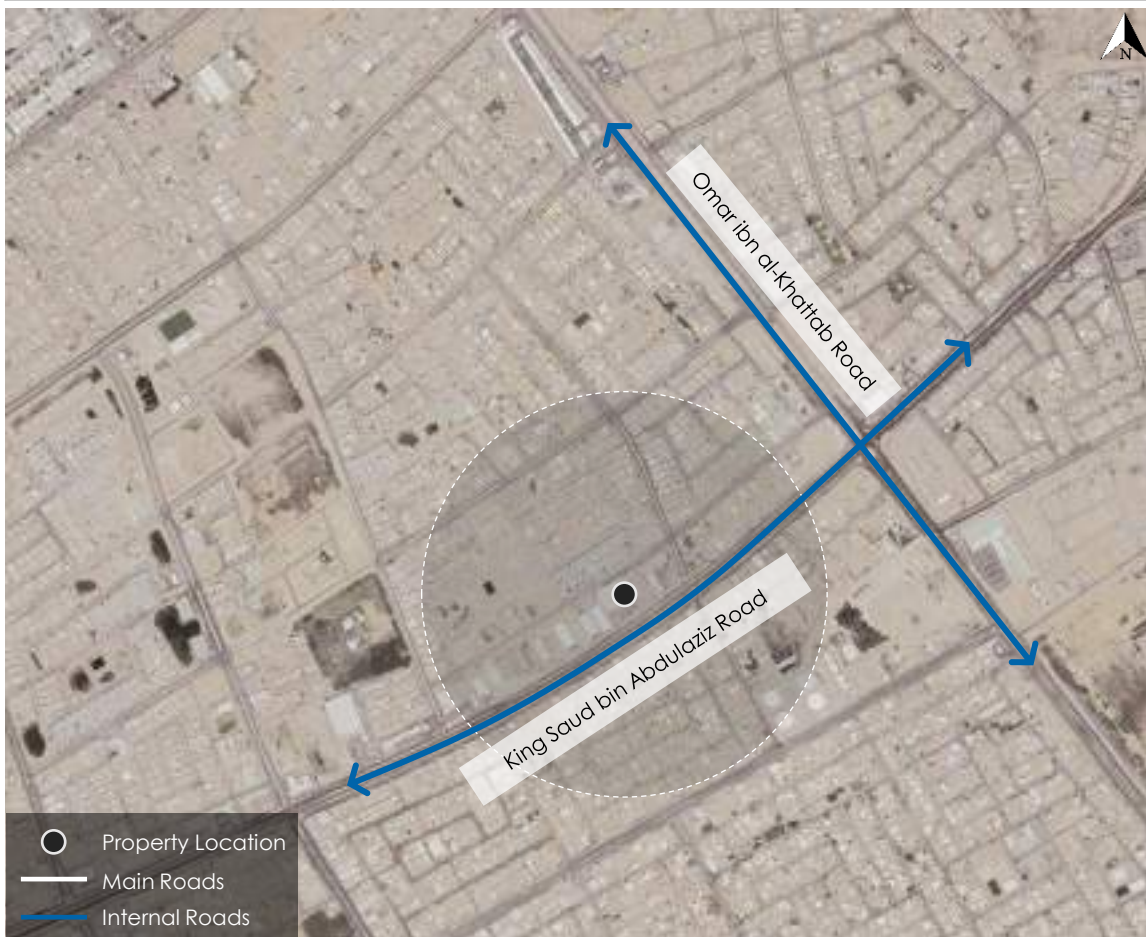 N
Omar ibn al-Khattab Road
King Saud bin Abdulaziz Road
Property Location
Main Roads
Internal Roads